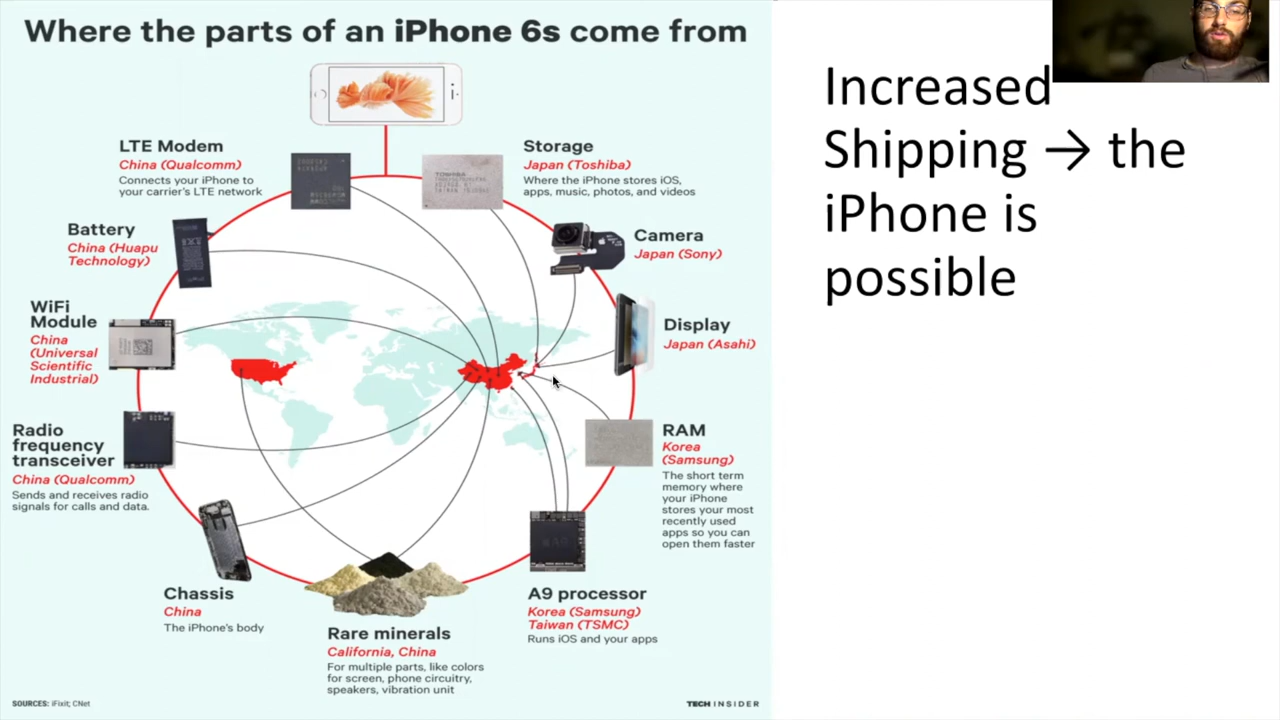 Where the parts of an iPhone 6s come from
LTE Modem
China (Qualcomm)
Connects your iPhone to
your carrier's LTE network
Storage
Japan (Toshiba)
Where the iPhone stores iOS,
apps, music, photos, and videos
Battery
China (Huapu
Technology)
Camera
Japan (Sony)
WiFi
Module
China
(Universal
Scientific
Industrial)
Display
Japan (Asahi)
Radio
frequency
transceiver
China (Qualcomm)
Sends and receives radio
signals for calls and data.
RAM
Korea
(Samsung)
The short term
memory where
your iPhone
stores your most
recently used
apps so you can
open them faster
Chassis
China
The iPhone's body
Rare minerals
California, China
For multiple parts, like colors
for screen, phone circuitry,
speakers, vibration unit
A9 processor
Korea (Samsung)
Taiwan (TSMC)
Runs iOS and your apps
SOURCES: iFixit; CNet
TECH INSIDER
TOSHIBA
A9
Increased
Shipping → the
iPhone is
possible